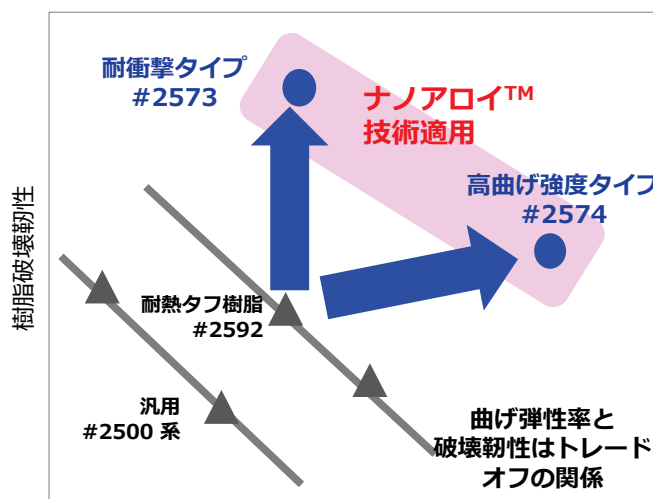 耐衝撃タイプ
#2573
ナノアロイ™
技術適用
高曲げ強度タイプ
#2574
樹脂破壊靭性
耐熱タフ樹脂
#2592
汎用
#2500 系
曲げ弾性率と
破壊靭性はトレード
オフの関係